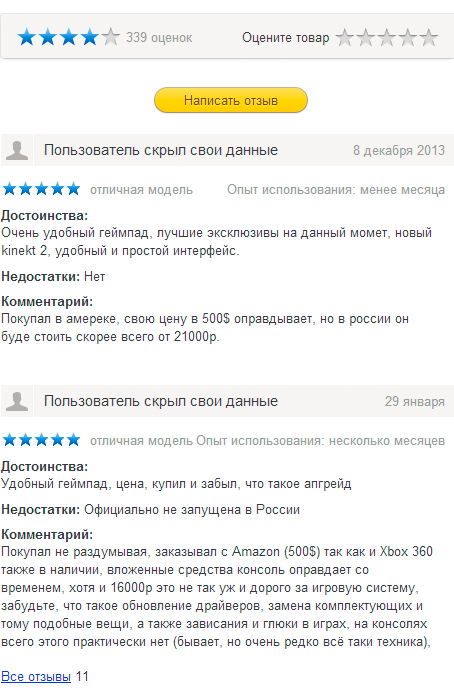 339 оценок Оцените товар
Написать отзыв
Пользователь скрыл свои данные 8 декабря 2013
отличная модель Опыт использования: менее месяца
Достоинства:
Очень удобный геймпад, лучшие эксклюзивы на данный момет, новый
kinekt 2, удобный и простой интерфейс.
Недостатки: Нет
Комментарий:
Покупал в амереке, свою цену в 500$ оправдывает, но в россии он
буде стоить скорее всего от 21000р.
Пользователь скрыл свои данные 29 января
отличная модель Опыт использования: несколько месяцев
Достоинства:
Удобный геймпад, цена, купил и забыл, что такое апгрейд
Недостатки: Официально не запущена в России
Комментарий:
Покупал не раздумывая, заказывал с Amazon (500$) так как и Xbox 360
также в наличии, вложенные средства консоль оправдает со
временем, хотя и 16000р это не так уж и дорого за игровую систему,
забудьте, что такое обновление драйверов, замена комплектующих и
тому подобные вещи, а также зависания и глюки в играх, на консолях
всего этого практически нет (бывает, но очень редко всё таки техника),
Все отзывы 11